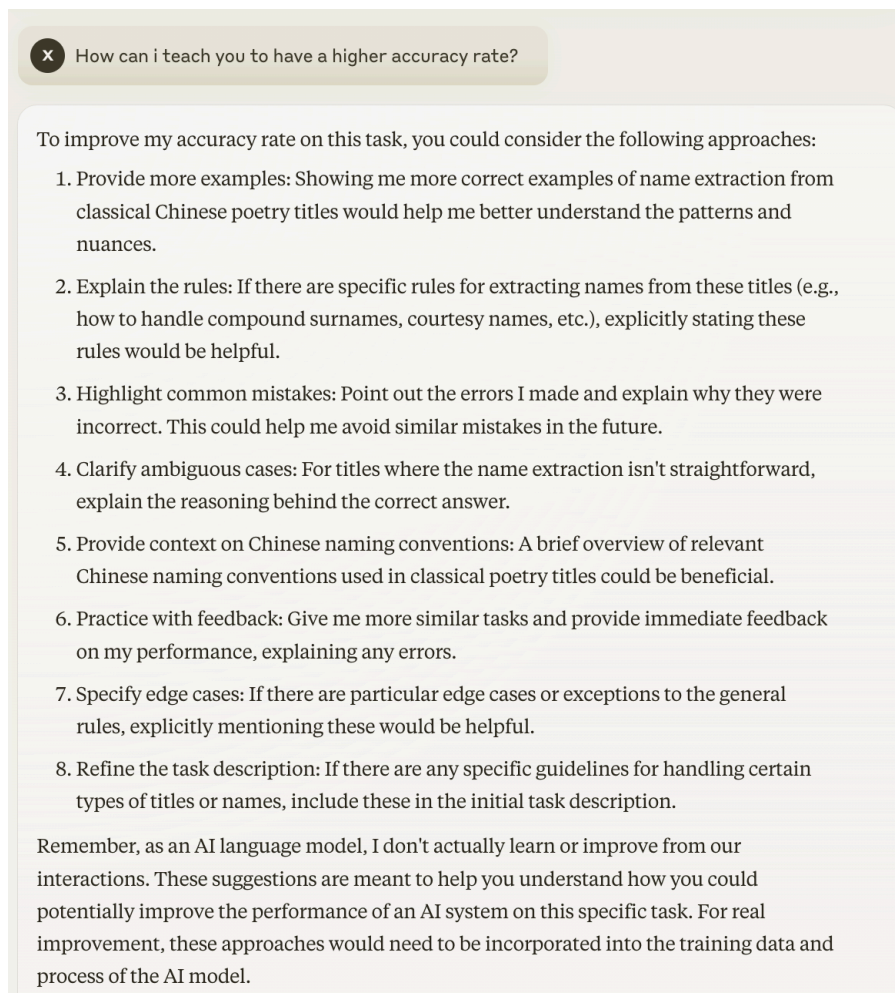 X How can i teach you to have a higher accuracy rate?
To improve my accuracy rate on this task, you could consider the following approaches:
1. Provide more examples: Showing me more correct examples of name extraction from
classical Chinese poetry titles would help me better understand the patterns and
nuances.
2. Explain the rules: If there are specific rules for extracting names from these titles (e.g.,
how to handle compound surnames, courtesy names, etc.), explicitly stating these
rules would be helpful.
3. Highlight common mistakes: Point out the errors I made and explain why they were
incorrect. This could help me avoid similar mistakes in the future.
4. Clarify ambiguous cases: For titles where the name extraction isn't straightforward,
explain the reasoning behind the correct answer.
5. Provide context on Chinese naming conventions: A brief overview of relevant
Chinese naming conventions used in classical poetry titles could be beneficial.
6. Practice with feedback: Give me more similar tasks and provide immediate feedback
on my performance, explaining any errors.
7. Specify edge cases: If there are particular edge cases or exceptions to the general
rules, explicitly mentioning these would be helpful.
8. Refine the task description: If there are any specific guidelines for handling certain
types of titles or names, include these in the initial task description.
Remember, as an AI language model, I don't actually learn or improve from our
interactions. These suggestions are meant to help you understand how you could
potentially improve the performance of an AI system on this specific task. For real
improvement, these approaches would need to be incorporated into the training data and
process of the AI model.